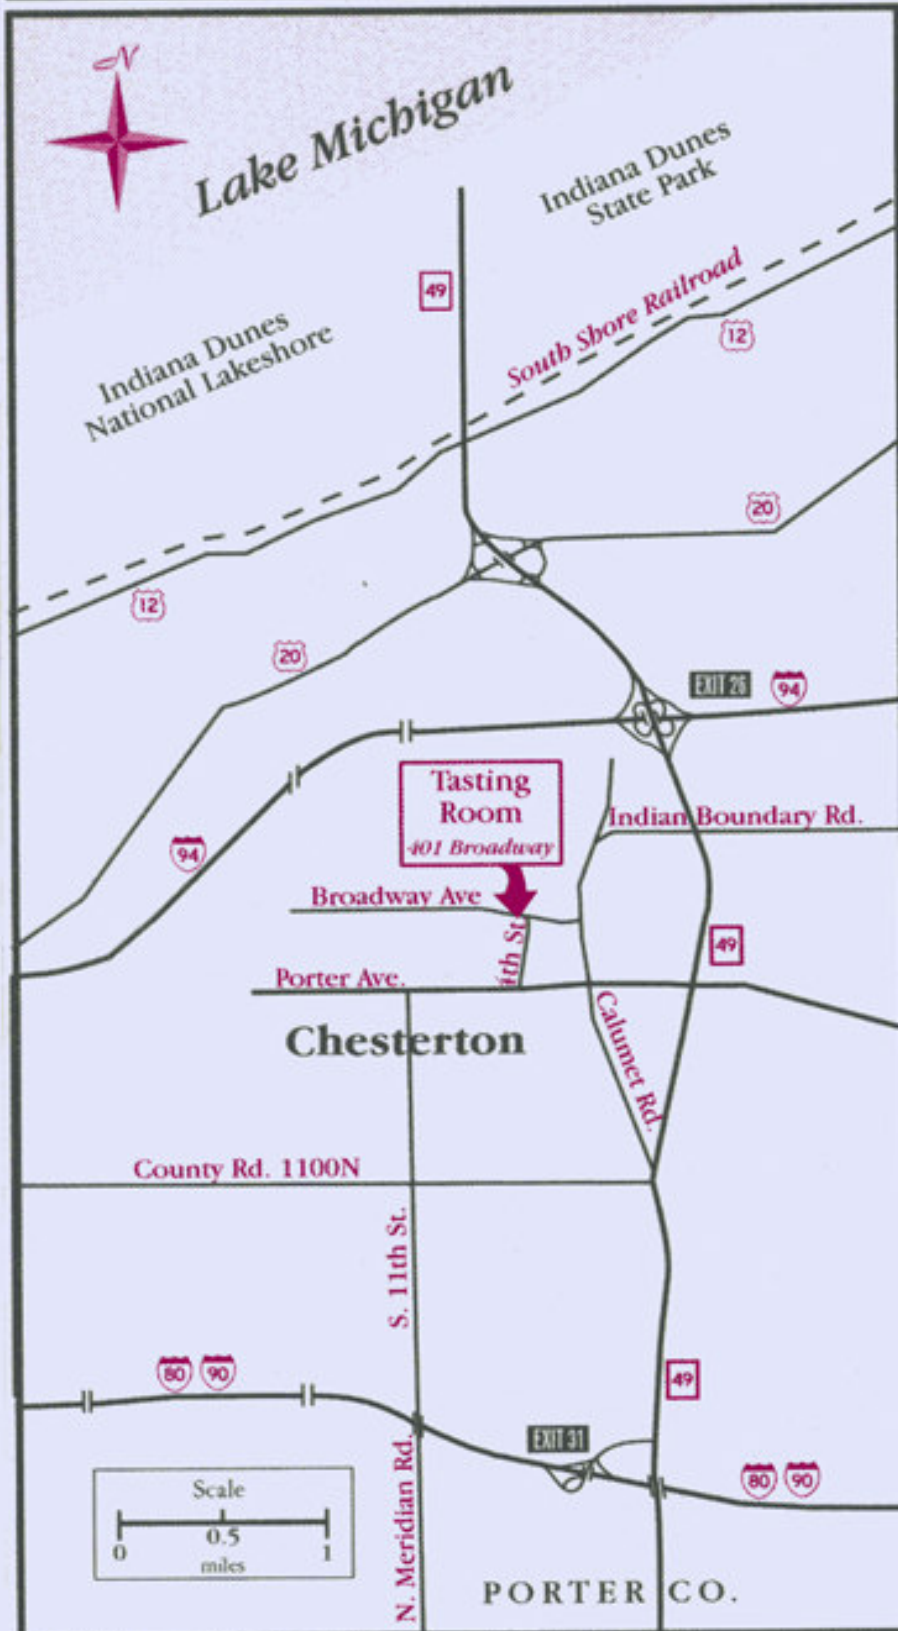 N
Lake Michigan
Indiana Dunes
State Park
49
South Shore Railroad
12
Indiana Dunes
National Lakeshore
20
12
20
EXIT 26
94
Tasting
Room
401 Broadway
Indian Boundary Rd.
94
Broadway Ave
49
Porter Ave.
Calumet Rd.
Chesterton
County Rd. 1100N
S. 11th St.
80
90
49
EXIT 31
80
90
N. Meridian Rd.
Scale
0
0.5
1
miles
PORTER CO.